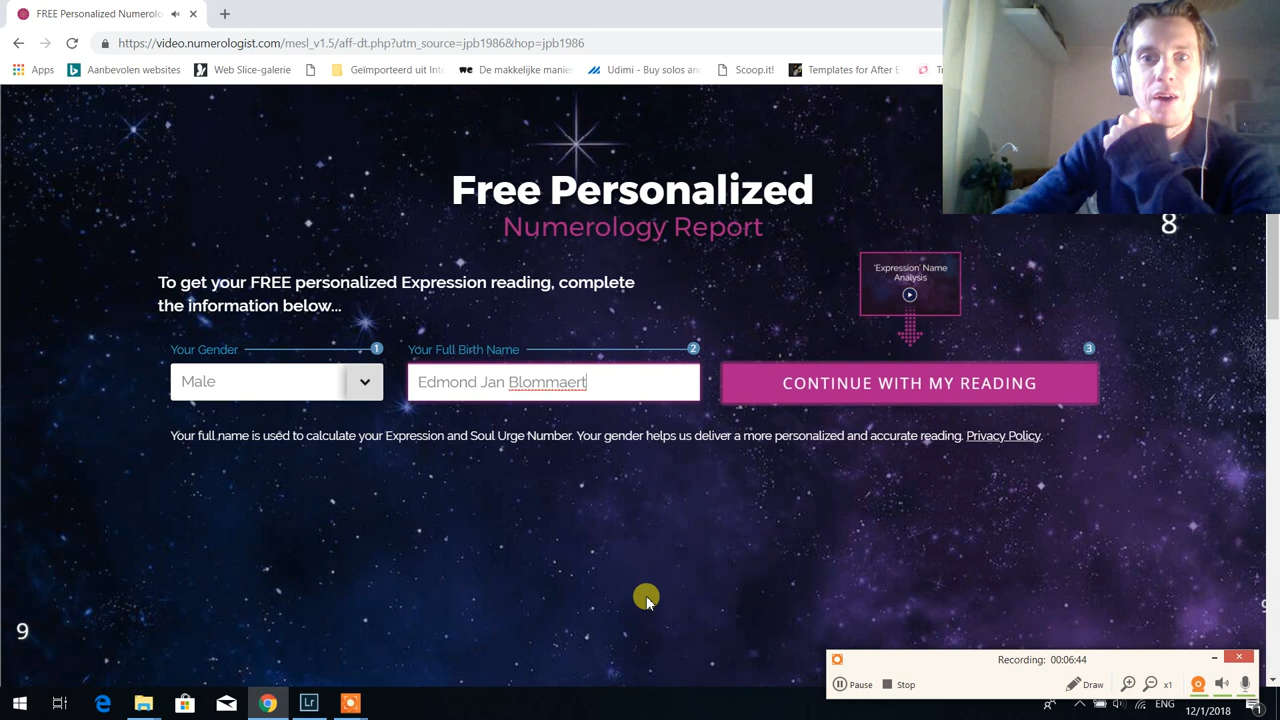 FREE Personalized Numerolo
https://video.numerologist.com/mesl_v1.5/aff-dt.php?utm_source=jpb1986&hop=jpb1986
Apps Aanbevolen websites Web Slice-galerie Geïmporteerd uit Int De makkelijke manie Udimi - Buy solos an Scoop.it! Templates for After E
Free Personalized
Numerology Report
8
'Expression' Name
Analysis
To get your FREE personalized Expression reading, complete
the information below...
Your Gender 1 Your Full Birth Name 2 3
Male Edmond Jan Blommaert CONTINUE WITH MY READING
Your full name is used to calculate your Expression and Soul Urge Number. Your gender helps us deliver a more personalized and accurate reading. Privacy Policy.
9
Recording: 00:06:44
Pause Stop Draw x1
Lr ENG
12/1/2018 1